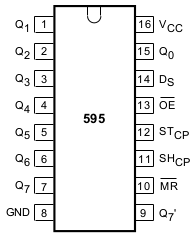 Q1 1 16 VCC
Q2 2 15 Q0
Q3 3 14 DS
Q4 4 13 OE
595
Q5 5 12 STCP
Q6 6 11 SHCP
Q7 7 10 MR
GND 8 9 Q7'